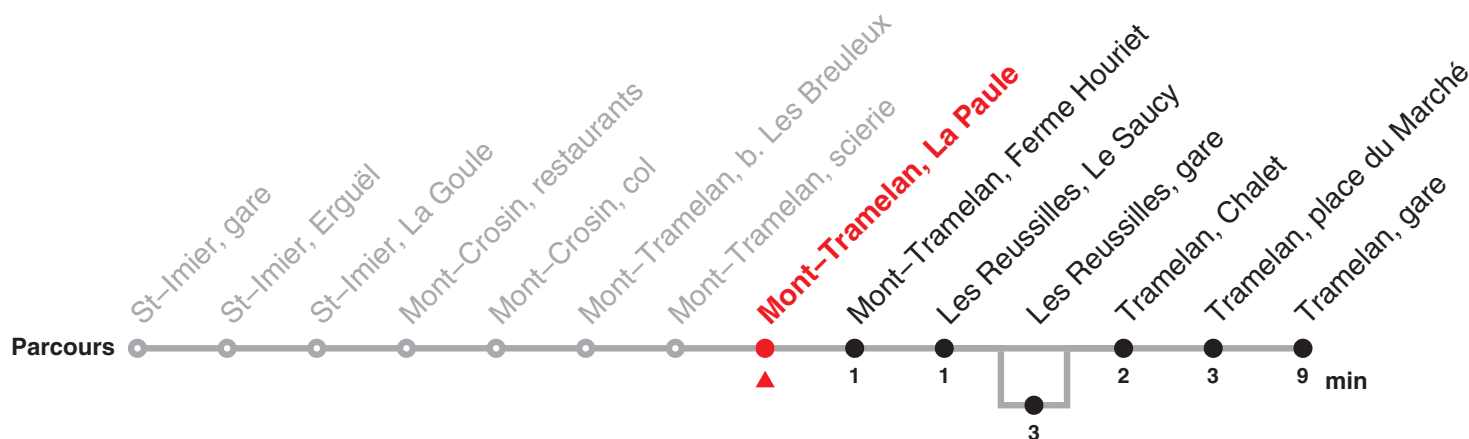 St–Imier, gare
St–Imier, Erguël
St–Imier, La Goule
Mont–Crosin, restaurants
Mont–Crosin, col
Mont–Tramelan, b. Les Breuleux
Mont–Tramelan, scierie
Mont–Tramelan, La Paule
Mont–Tramelan, Ferme Houriet
Les Reussilles, Le Saucy
Les Reussilles, gare
Tramelan, Chalet
Tramelan, place du Marché
Tramelan, gare
Parcours
1 1 2 3 9 min
3